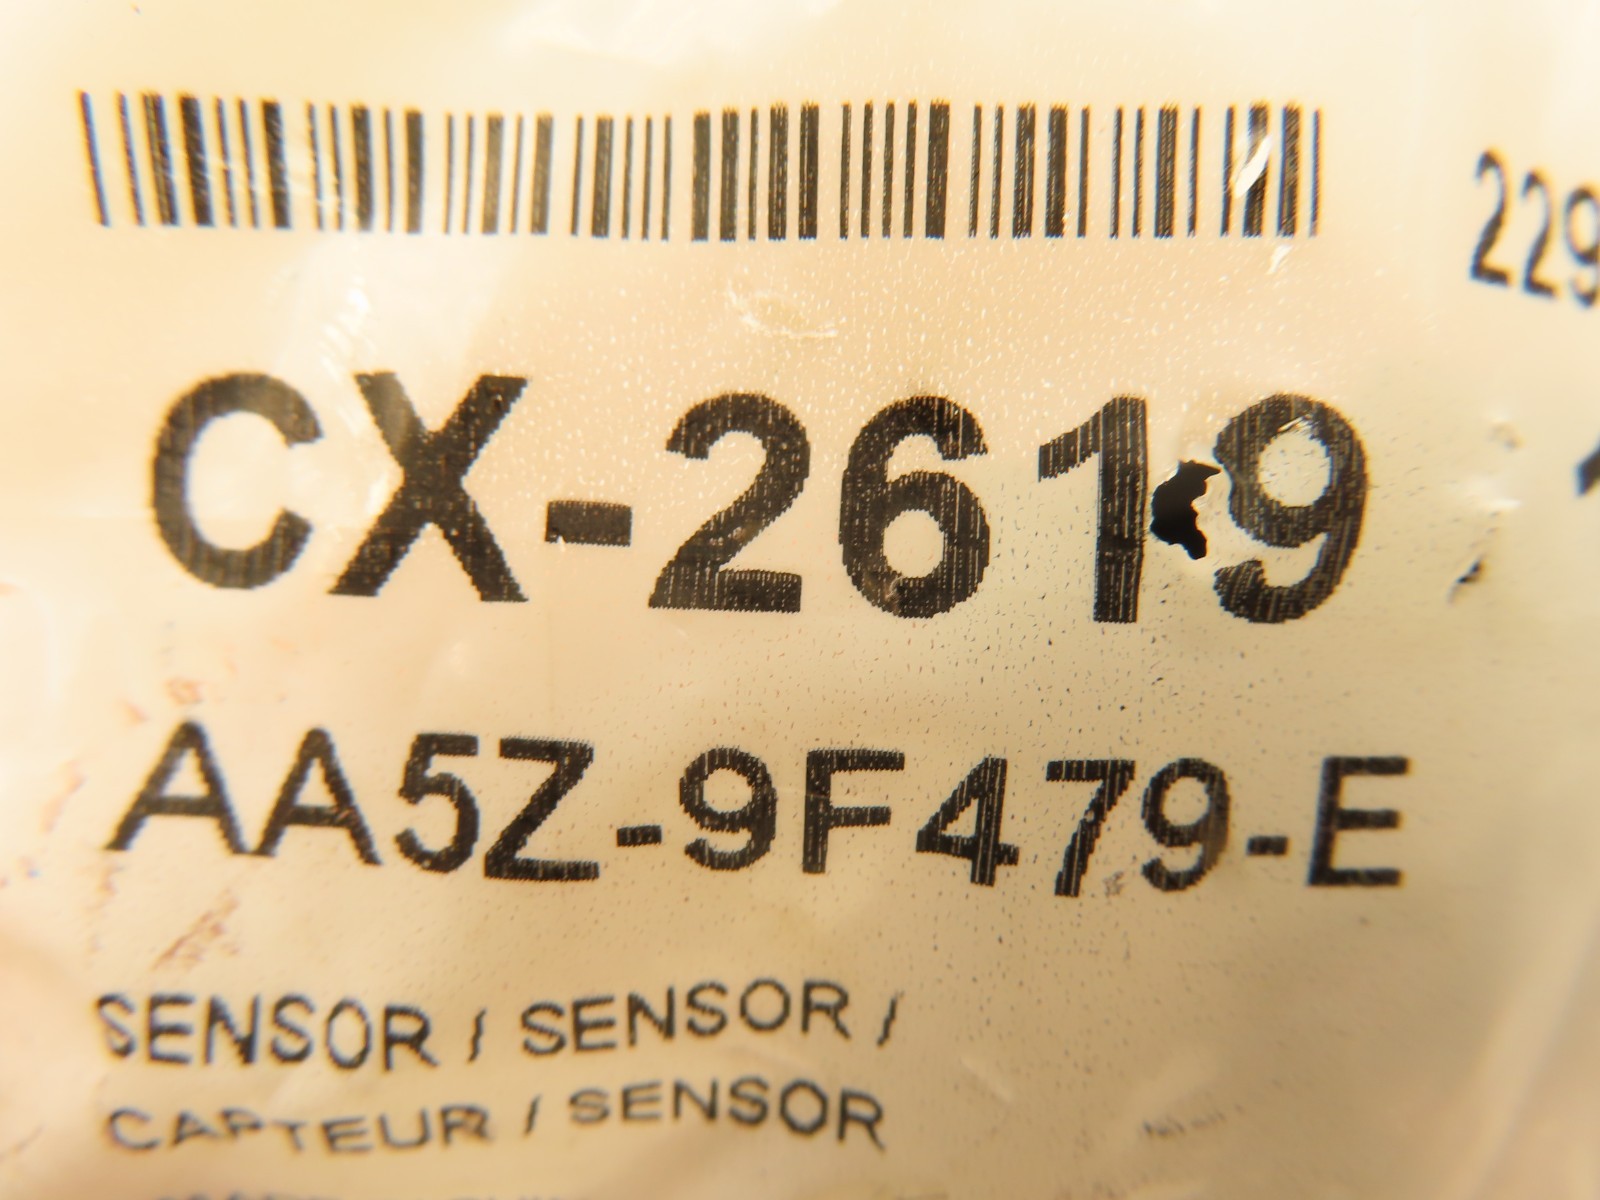 229
CX-2619
AA5Z-9F479-E
SENSOR / SENSOR /
CAPTEUR / SENSOR